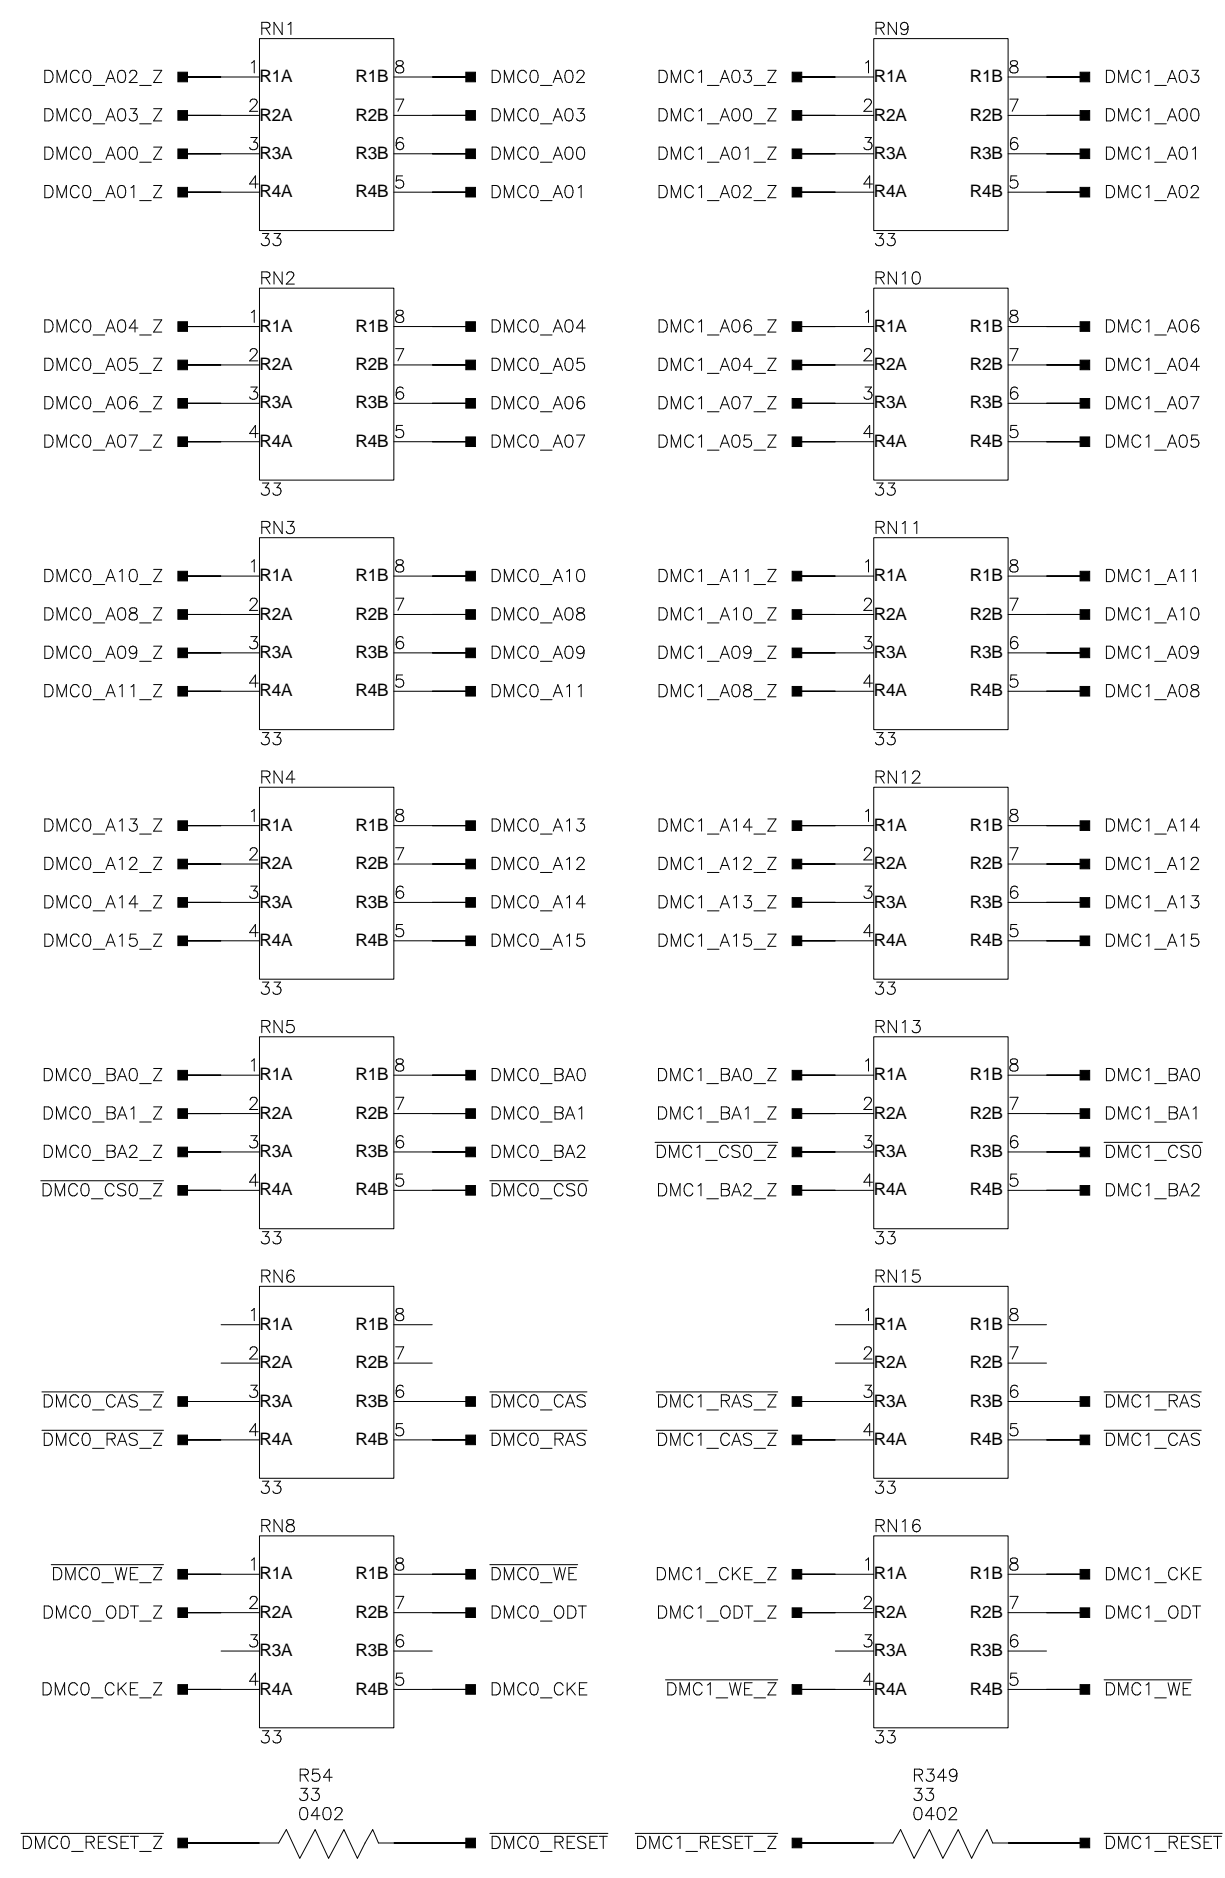 RN1
DMC0_A02_Z 1 R1A R1B 8 DMC0_A02
DMC0_A03_Z 2 R2A R2B 7 DMC0_A03
DMC0_A00_Z 3 R3A R3B 6 DMC0_A00
DMC0_A01_Z 4 R4A R4B 5 DMC0_A01
33
RN2
DMC0_A04_Z 1 R1A R1B 8 DMC0_A04
DMC0_A05_Z 2 R2A R2B 7 DMC0_A05
DMC0_A06_Z 3 R3A R3B 6 DMC0_A06
DMC0_A07_Z 4 R4A R4B 5 DMC0_A07
33
RN3
DMC0_A10_Z 1 R1A R1B 8 DMC0_A10
DMC0_A08_Z 2 R2A R2B 7 DMC0_A08
DMC0_A09_Z 3 R3A R3B 6 DMC0_A09
DMC0_A11_Z 4 R4A R4B 5 DMC0_A11
33
RN4
DMC0_A13_Z 1 R1A R1B 8 DMC0_A13
DMC0_A12_Z 2 R2A R2B 7 DMC0_A12
DMC0_A14_Z 3 R3A R3B 6 DMC0_A14
DMC0_A15_Z 4 R4A R4B 5 DMC0_A15
33
RN5
DMC0_BA0_Z 1 R1A R1B 8 DMC0_BA0
DMC0_BA1_Z 2 R2A R2B 7 DMC0_BA1
DMC0_BA2_Z 3 R3A R3B 6 DMC0_BA2
DMC0_CS0_Z 4 R4A R4B 5 DMC0_CS0
33
RN6
1 R1A R1B 8
2 R2A R2B 7
DMC0_CAS_Z 3 R3A R3B 6 DMC0_CAS
DMC0_RAS_Z 4 R4A R4B 5 DMC0_RAS
33
RN8
DMC0_WE_Z 1 R1A R1B 8 DMC0_WE
DMC0_ODT_Z 2 R2A R2B 7 DMC0_ODT
3 R3A R3B 6
DMC0_CKE_Z 4 R4A R4B 5 DMC0_CKE
33
R54
33
0402
DMC0_RESET_Z DMC0_RESET
RN9
DMC1_A03_Z 1 R1A R1B 8 DMC1_A03
DMC1_A00_Z 2 R2A R2B 7 DMC1_A00
DMC1_A01_Z 3 R3A R3B 6 DMC1_A01
DMC1_A02_Z 4 R4A R4B 5 DMC1_A02
33
RN10
DMC1_A06_Z 1 R1A R1B 8 DMC1_A06
DMC1_A04_Z 2 R2A R2B 7 DMC1_A04
DMC1_A07_Z 3 R3A R3B 6 DMC1_A07
DMC1_A05_Z 4 R4A R4B 5 DMC1_A05
33
RN11
DMC1_A11_Z 1 R1A R1B 8 DMC1_A11
DMC1_A10_Z 2 R2A R2B 7 DMC1_A10
DMC1_A09_Z 3 R3A R3B 6 DMC1_A09
DMC1_A08_Z 4 R4A R4B 5 DMC1_A08
33
RN12
DMC1_A14_Z 1 R1A R1B 8 DMC1_A14
DMC1_A12_Z 2 R2A R2B 7 DMC1_A12
DMC1_A13_Z 3 R3A R3B 6 DMC1_A13
DMC1_A15_Z 4 R4A R4B 5 DMC1_A15
33
RN13
DMC1_BA0_Z 1 R1A R1B 8 DMC1_BA0
DMC1_BA1_Z 2 R2A R2B 7 DMC1_BA1
DMC1_CS0_Z 3 R3A R3B 6 DMC1_CS0
DMC1_BA2_Z 4 R4A R4B 5 DMC1_BA2
33
RN15
1 R1A R1B 8
2 R2A R2B 7
DMC1_RAS_Z 3 R3A R3B 6 DMC1_RAS
DMC1_CAS_Z 4 R4A R4B 5 DMC1_CAS
33
RN16
DMC1_CKE_Z 1 R1A R1B 8 DMC1_CKE
DMC1_ODT_Z 2 R2A R2B 7 DMC1_ODT
3 R3A R3B 6
DMC1_WE_Z 4 R4A R4B 5 DMC1_WE
33
R349
33
0402
DMC1_RESET_Z DMC1_RESET